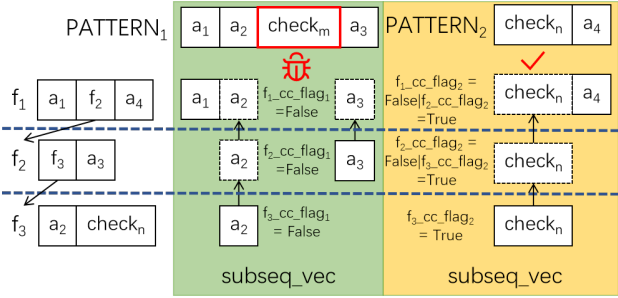 PATTERN₁ a₁ a₂ checkₘ a₃
PATTERN₂ checkₙ a₄
f₁ a₁ f₂ a₄
a₁ a₂
f₁_cc_flag₁
=False
a₃
f₁_cc_flag₂ =
False|f₂_cc_flag₂
=True
checkₙ a₄
f₂ f₃ a₃
a₂
f₂_cc_flag₁
=False
a₃
f₂_cc_flag₂ =
False|f₃_cc_flag₂
=True
checkₙ
f₃ a₂ checkₙ
a₂
f₃_cc_flag₁
= False
f₃_cc_flag₂
= True
checkₙ
subseq_vec
subseq_vec